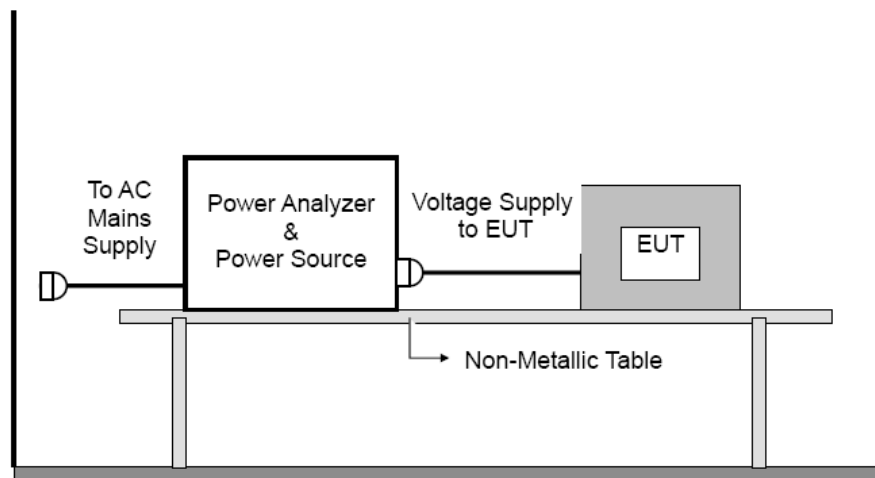 To AC
Mains
Supply
Power Analyzer
&
Power Source
Voltage Supply
to EUT
EUT
Non-Metallic Table